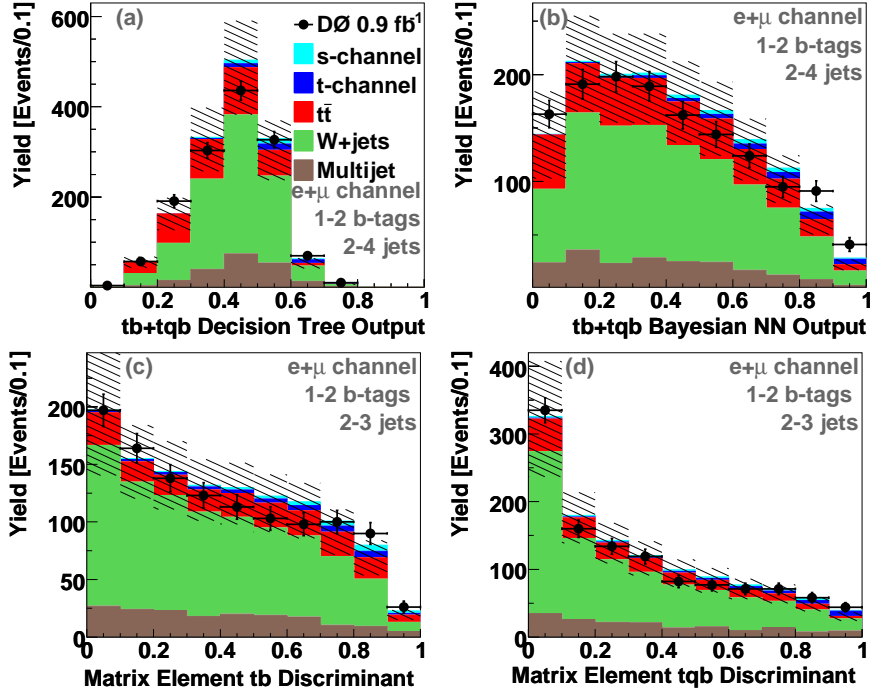 Yield [Events/0.1]
600
400
200
0
(a)
DØ 0.9 fb-1
s-channel
t-channel
tt̄
W+jets
Multijet
e+μ channel
1-2 b-tags
2-4 jets
0 0.2 0.4 0.6 0.8 1
tb+tqb Decision Tree Output
Yield [Events/0.1]
200
100
(b)
e+μ channel
1-2 b-tags
2-4 jets
0 0.2 0.4 0.6 0.8 1
tb+tqb Bayesian NN Output
Yield [Events/0.1]
200
150
100
50
0
(c)
e+μ channel
1-2 b-tags
2-3 jets
0.2 0.4 0.6 0.8 1
Matrix Element tb Discriminant
Yield [Events/0.1]
400
300
200
100
0
(d)
e+μ channel
1-2 b-tags
2-3 jets
0.2 0.4 0.6 0.8 1
Matrix Element tqb Discriminant